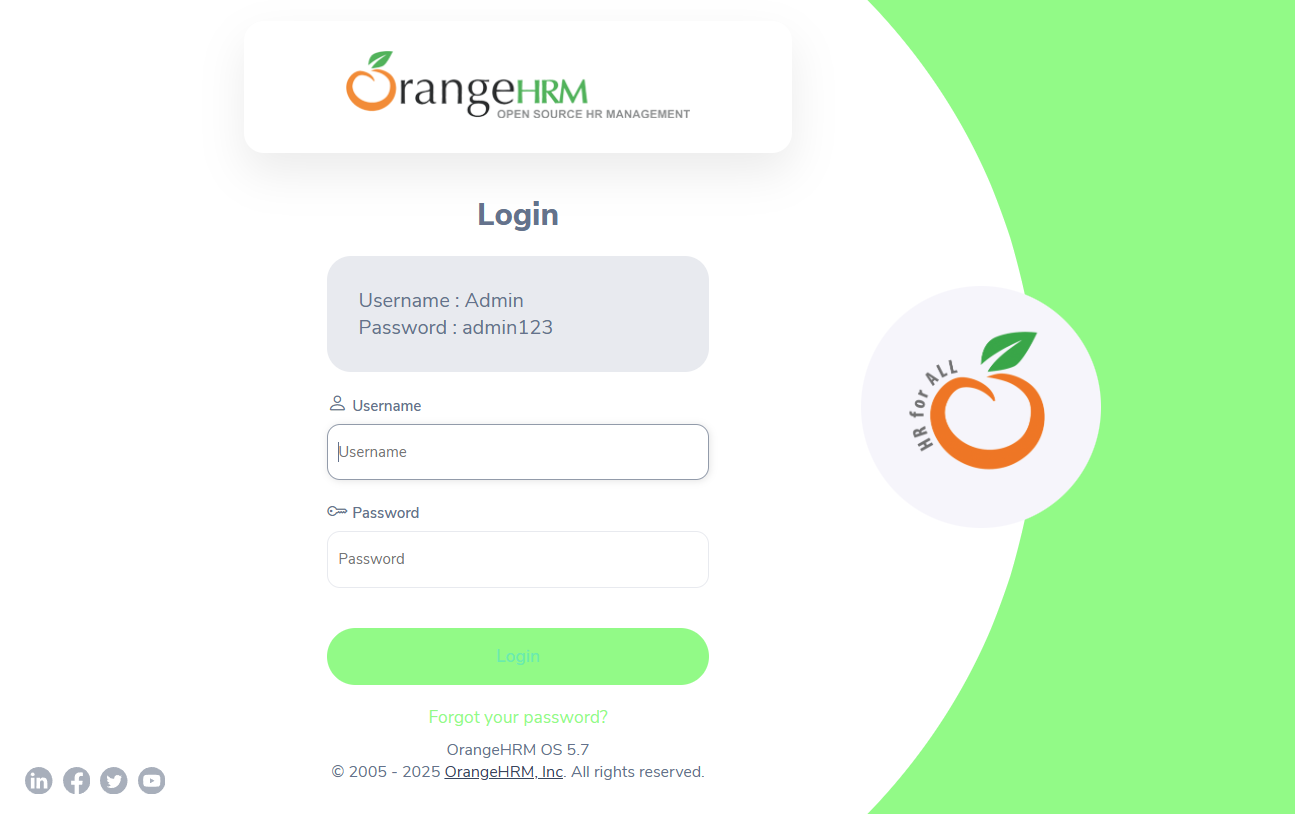 OrangeHRM
OPEN SOURCE HR MANAGEMENT
Login
Username : Admin
Password : admin123
Username
Username
Password
Password
Login
Forgot your password?
OrangeHRM OS 5.7
© 2005 - 2025 OrangeHRM, Inc. All rights reserved.
HR for ALL